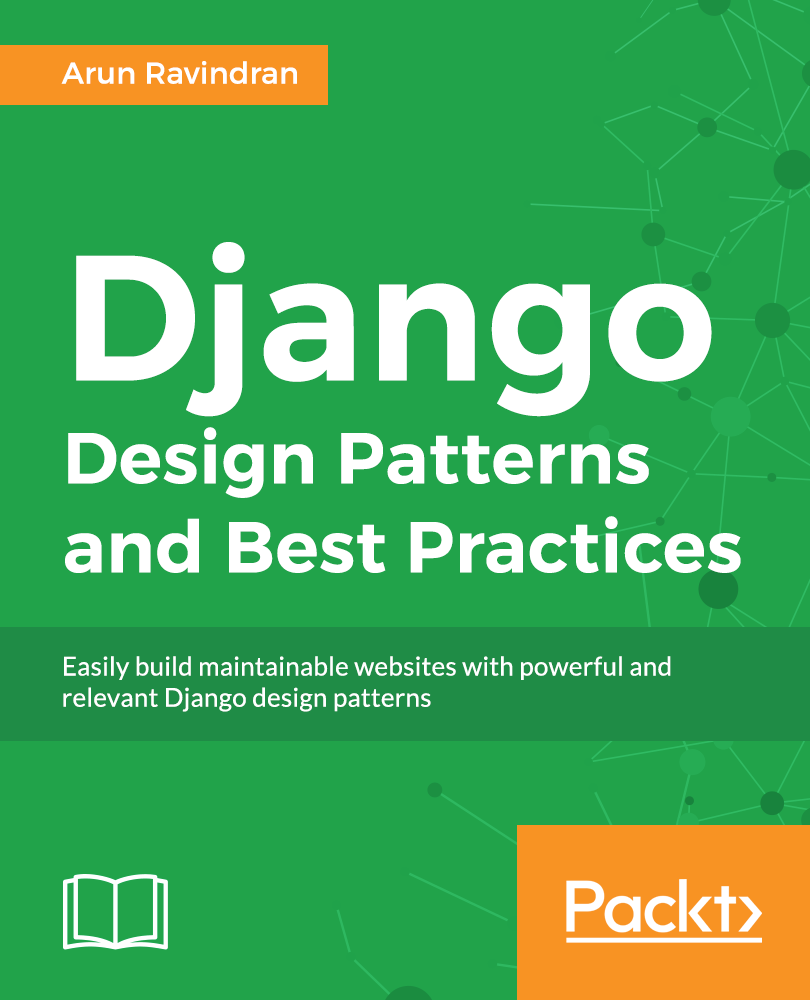 Arun Ravindran
Django
Design Patterns
and Best Practices
Easily build maintainable websites with powerful and
relevant Django design patterns
Packt